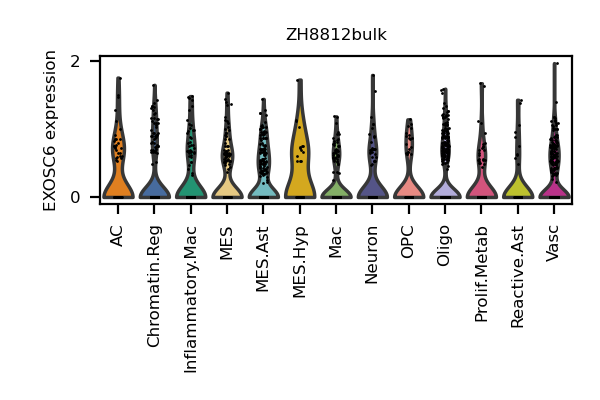 ZH8812bulk
EXOSC6 expression
2
0
AC
Chromatin.Reg
Inflammatory.Mac
MES
MES.Ast
MES.Hyp
Mac
Neuron
OPC
Oligo
Prolif.Metab
Reactive.Ast
Vasc